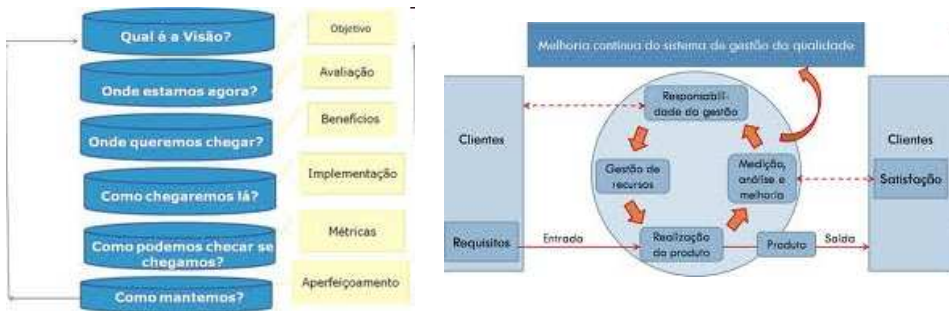 Qual é a Visão?
Objetivo
Onde estamos agora?
Avaliação
Onde queremos chegar?
Benefícios
Como chegaremos lá?
Implementação
Como podemos checar se
chegamos?
Métricas
Como mantemos?
Aperfeiçoamento
Melhoria contínua do sistema de gestão da qualidade
Clientes
Requisitos
Entrada
Responsabili-
dade da gestão
Gestão de
recursos
Medição,
análise e
melhoria
Realização
do produto
Produto
Saída
Clientes
Satisfação